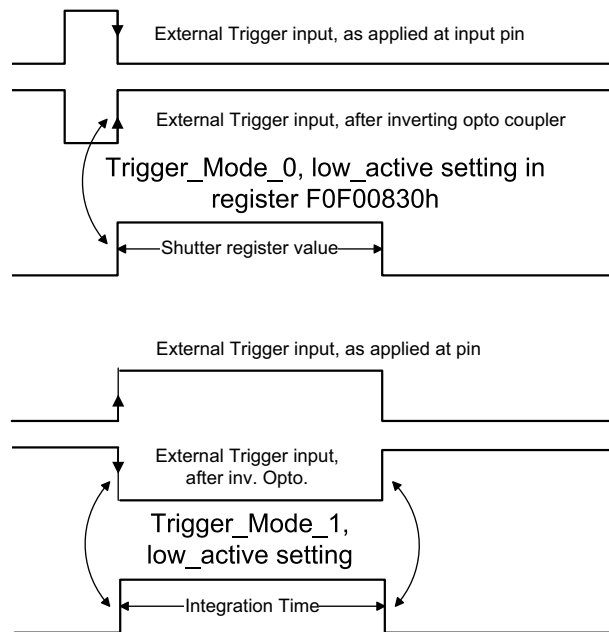 External Trigger input, as applied at input pin
External Trigger input, after inverting opto coupler
Trigger_Mode_0, low_active setting in
register F0F00830h
Shutter register value
External Trigger input, as applied at pin
External Trigger input,
after inv. Opto.
Trigger_Mode_1,
low_active setting
Integration Time